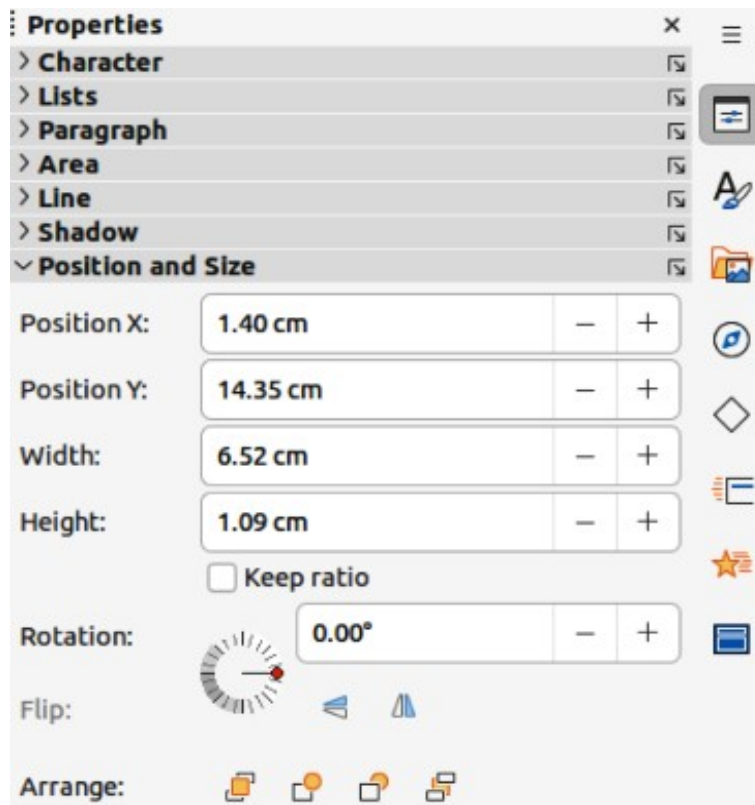 Properties
Character
Lists
Paragraph
Area
Line
Shadow
Position and Size
Position X: 1.40 cm
Position Y: 14.35 cm
Width: 6.52 cm
Height: 1.09 cm
Keep ratio
Rotation: 0.00°
Flip:
Arrange: